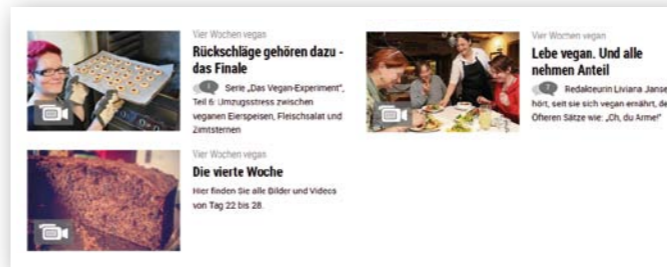 Vier Wochen vegan
Rückschläge gehören dazu -
das Finale
Serie „Das Vegan-Experiment",
Teil 6: Umzugsstress zwischen
veganen Eierspeisen, Fleischsalat und
Zimtsternen
Vier Wochen vegan
Die vierte Woche
Hier finden Sie alle Bilder und Videos
von Tag 22 bis 28.
Vier Wochen vegan
Lebe vegan. Und alle
nehmen Anteil
Redakteurin Liviana Janse
hört, seit sie sich vegan ernährt, de
Öfteren Sätze wie: „Oh, du Arme!"